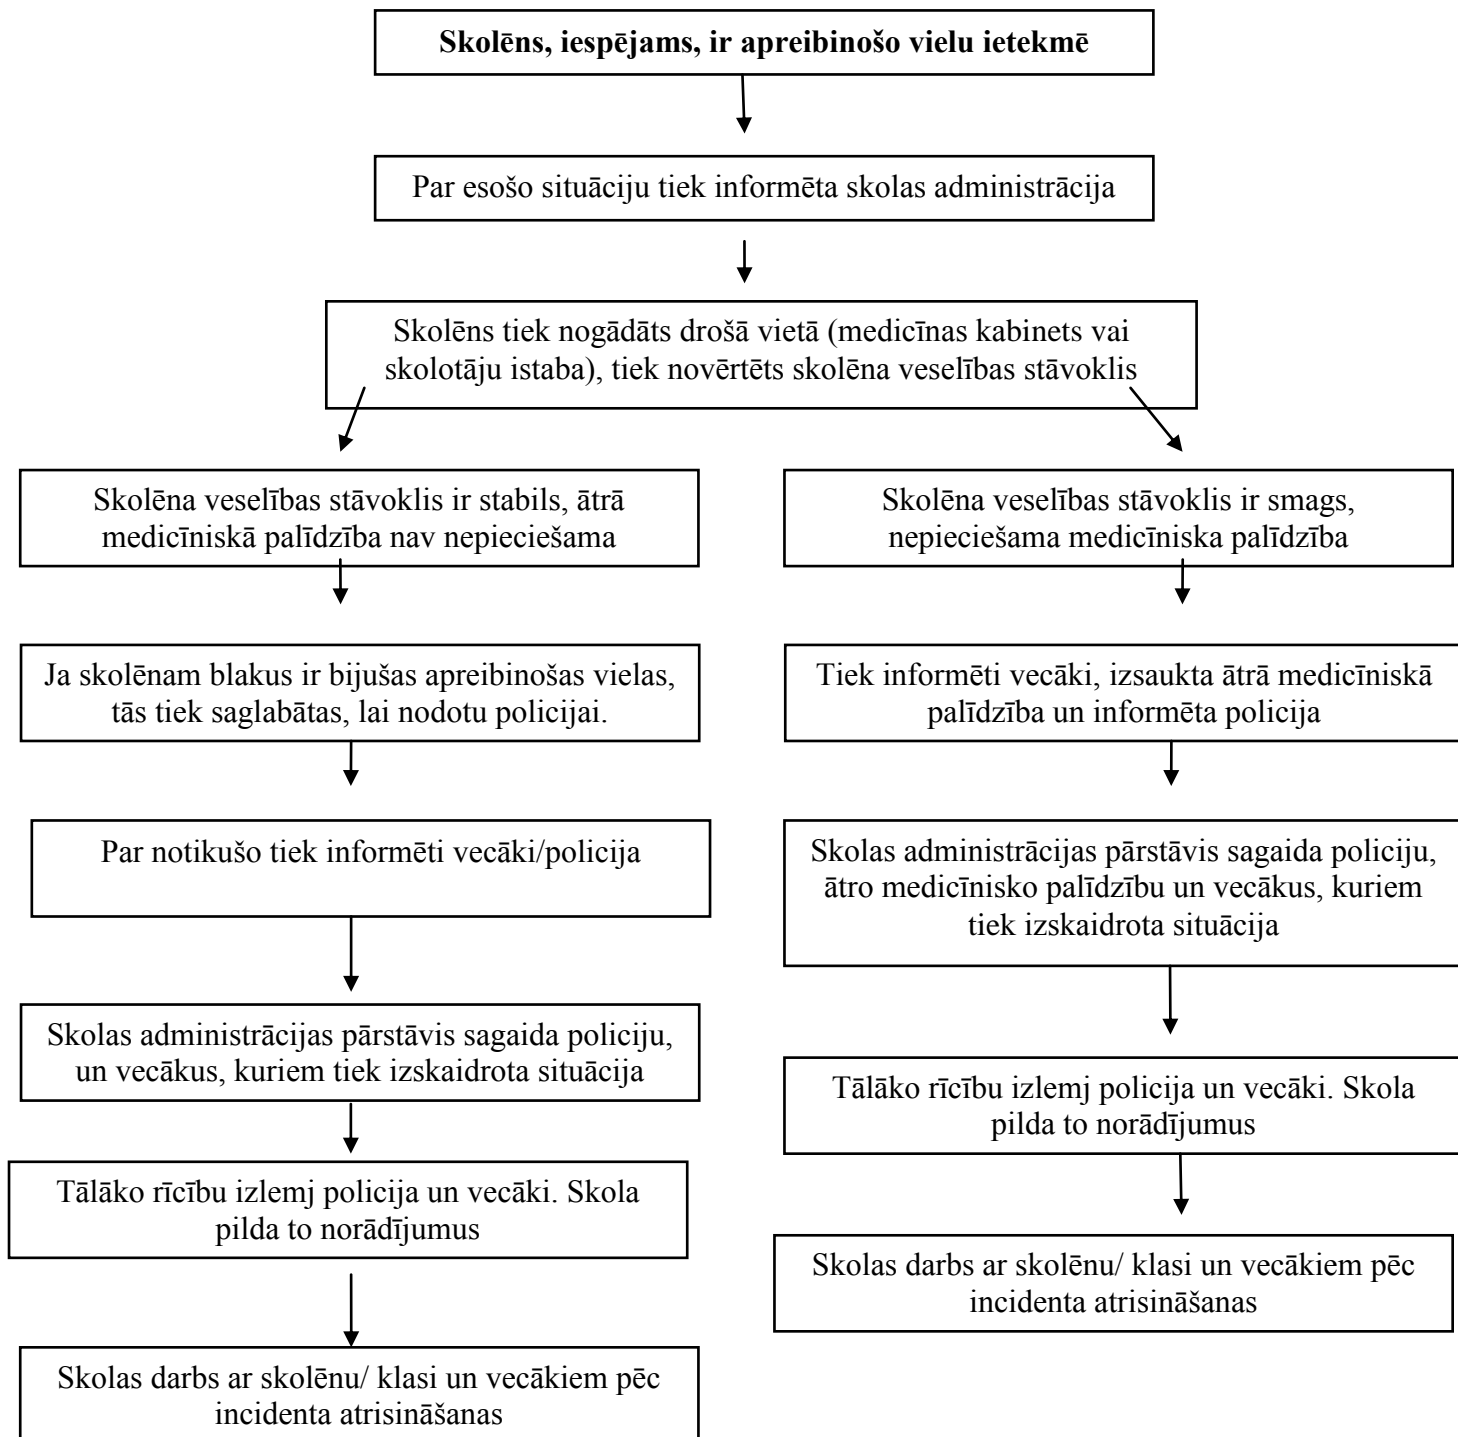 Skolēns, iespējams, ir apreibinošo vielu ietekmē
Par esošo situāciju tiek informēta skolas administrācija
Skolēns tiek nogādāts drošā vietā (medicīnas kabinets vai
skolotāju istaba), tiek novērtēts skolēna veselības stāvoklis
Skolēna veselības stāvoklis ir stabils, ātrā
medicīniskā palīdzība nav nepieciešama
Ja skolēnam blakus ir bijušas apreibinošas vielas,
tās tiek saglabātas, lai nodotu policijai.
Par notikušo tiek informēti vecāki/policija
Skolas administrācijas pārstāvis sagaida policiju,
un vecākus, kuriem tiek izskaidrota situācija
Tālāko rīcību izlemj policija un vecāki. Skola
pilda to norādījumus
Skolas darbs ar skolēnu/ klasi un vecākiem pēc
incidenta atrisināšanas
Skolēna veselības stāvoklis ir smags,
nepieciešama medicīniska palīdzība
Tiek informēti vecāki, izsaukta ātrā medicīniskā
palīdzība un informēta policija
Skolas administrācijas pārstāvis sagaida policiju,
ātro medicīnisko palīdzību un vecākus, kuriem
tiek izskaidrota situācija
Tālāko rīcību izlemj policija un vecāki. Skola
pilda to norādījumus
Skolas darbs ar skolēnu/ klasi un vecākiem pēc
incidenta atrisināšanas